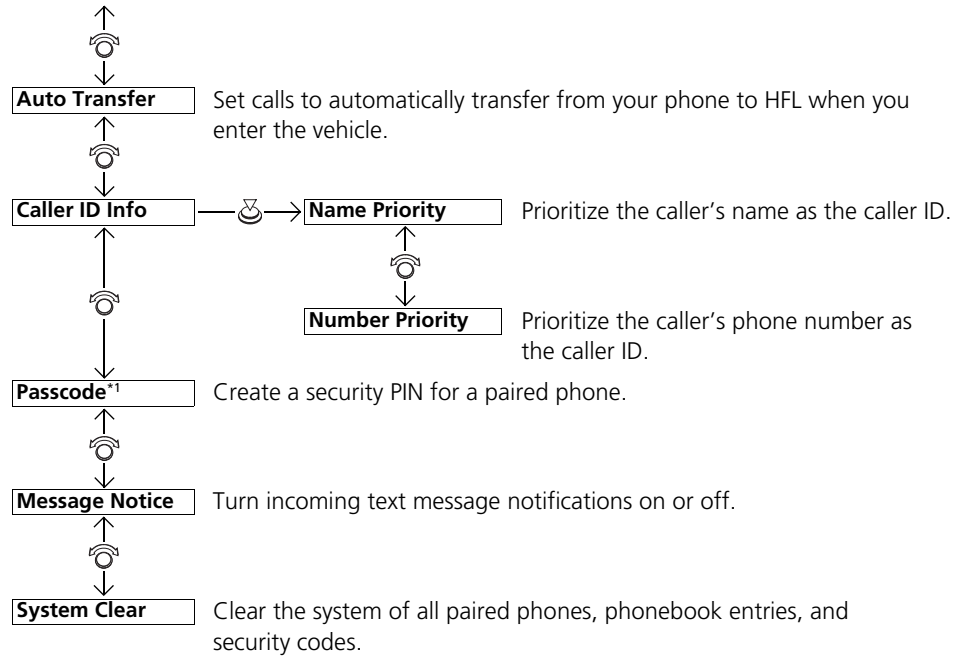 Auto Transfer
Set calls to automatically transfer from your phone to HFL when you
enter the vehicle.
Caller ID Info
Name Priority
Prioritize the caller’s name as the caller ID.
Number Priority
Prioritize the caller’s phone number as
the caller ID.
Passcode*1
Create a security PIN for a paired phone.
Message Notice
Turn incoming text message notifications on or off.
System Clear
Clear the system of all paired phones, phonebook entries, and
security codes.